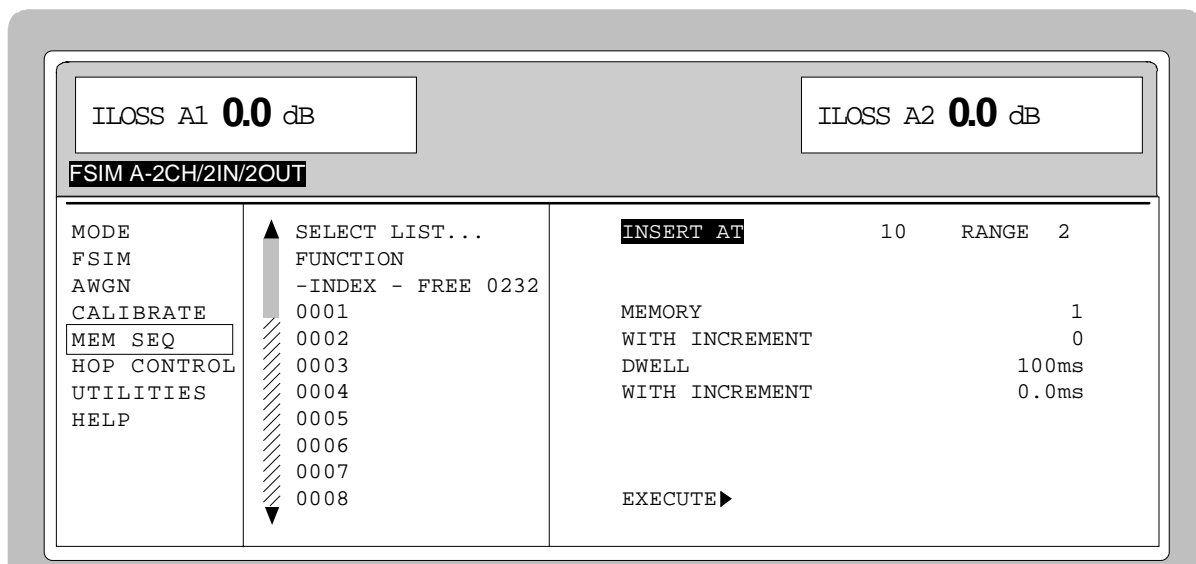 ILOSS A1 0.0 dB
ILOSS A2 0.0 dB
FSIM A-2CH/2IN/2OUT
MODE
FSIM
AWGN
CALIBRATE
MEM SEQ
HOP CONTROL
UTILITIES
HELP
SELECT LIST...
FUNCTION
-INDEX - FREE 0232
0001
0002
0003
0004
0005
0006
0007
0008
INSERT AT 10 RANGE 2
MEMORY 1
WITH INCREMENT 0
DWELL 100ms
WITH INCREMENT 0.0ms
EXECUTE